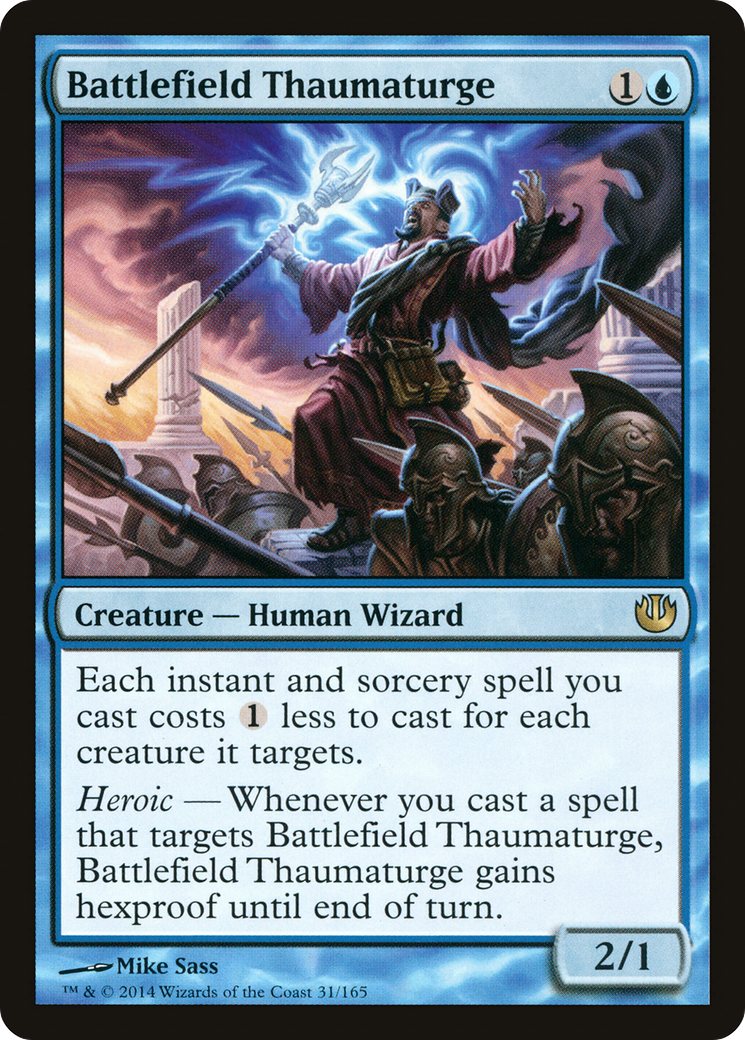 Battlefield Thaumaturge 1
Creature — Human Wizard
Each instant and sorcery spell you
cast costs 1 less to cast for each
creature it targets.
Heroic — Whenever you cast a spell
that targets Battlefield Thaumaturge,
Battlefield Thaumaturge gains
hexproof until end of turn.
2/1
Mike Sass
™ & © 2014 Wizards of the Coast 31/165